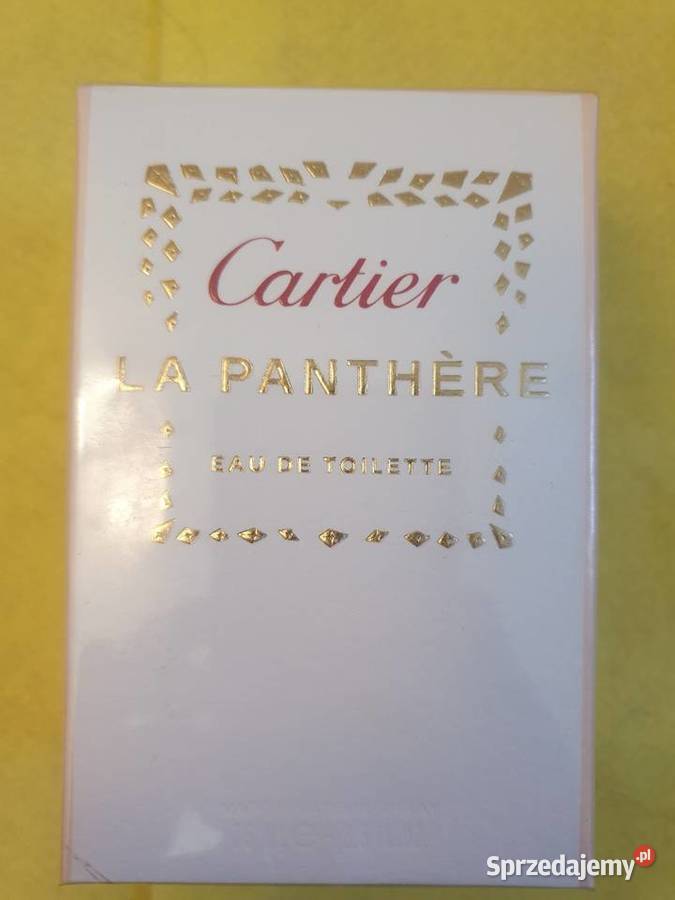 Cartier
LA PANTHÈRE
EAU DE TOILETTE
Sprzedajemy.pl